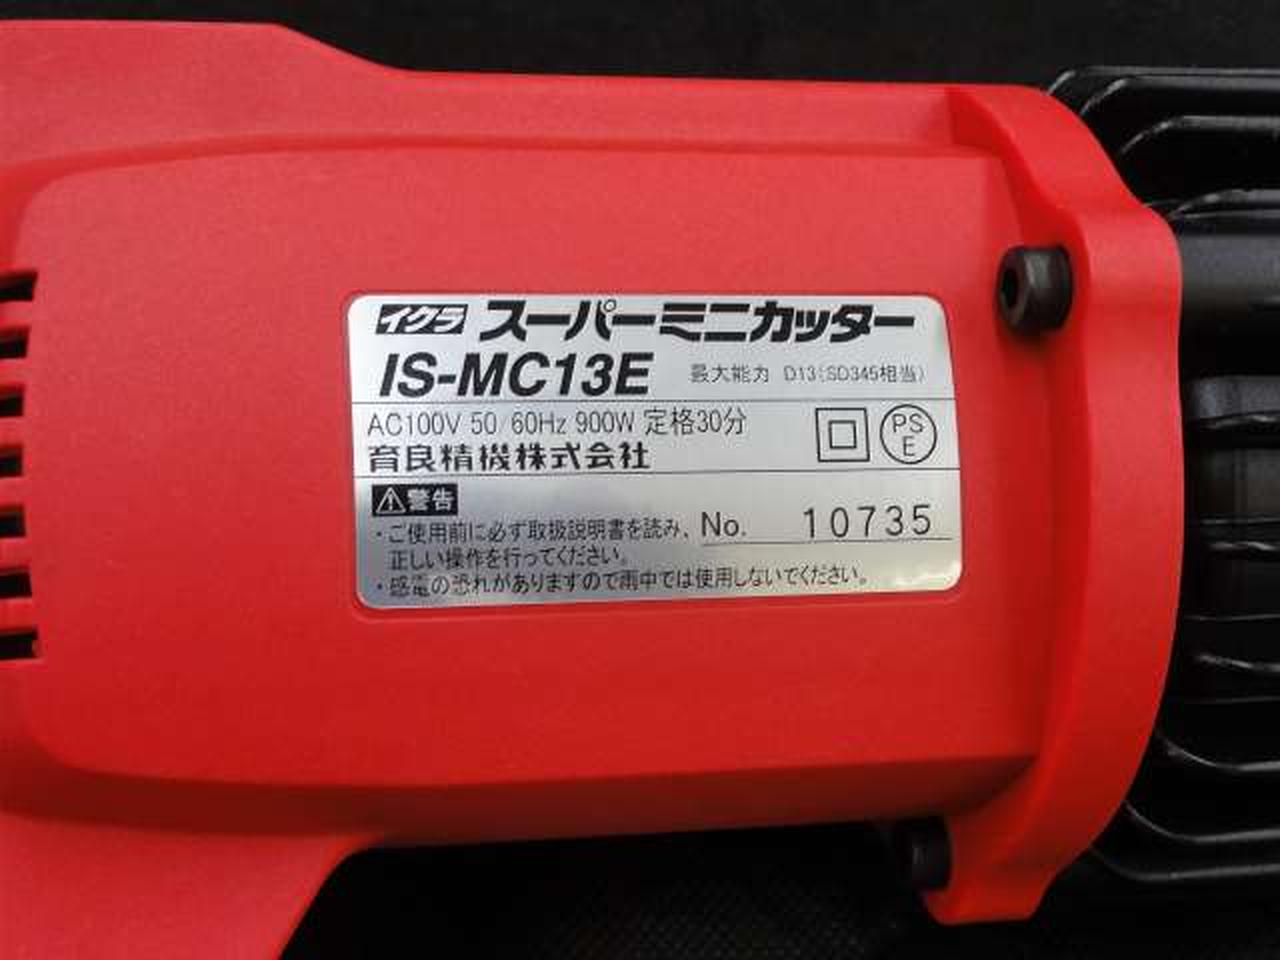 イクラ スーパーミニカッター
IS-MC13E 最大能力 D13(SD345相当)
AC100V 50/60Hz 900W 定格30分
PS
E
育良精機株式会社
⚠警告
・ご使用前に必ず取扱説明書を読み、
正しい操作を行ってください。
No. 10735
・感電の恐れがありますので雨中では使用しないでください。